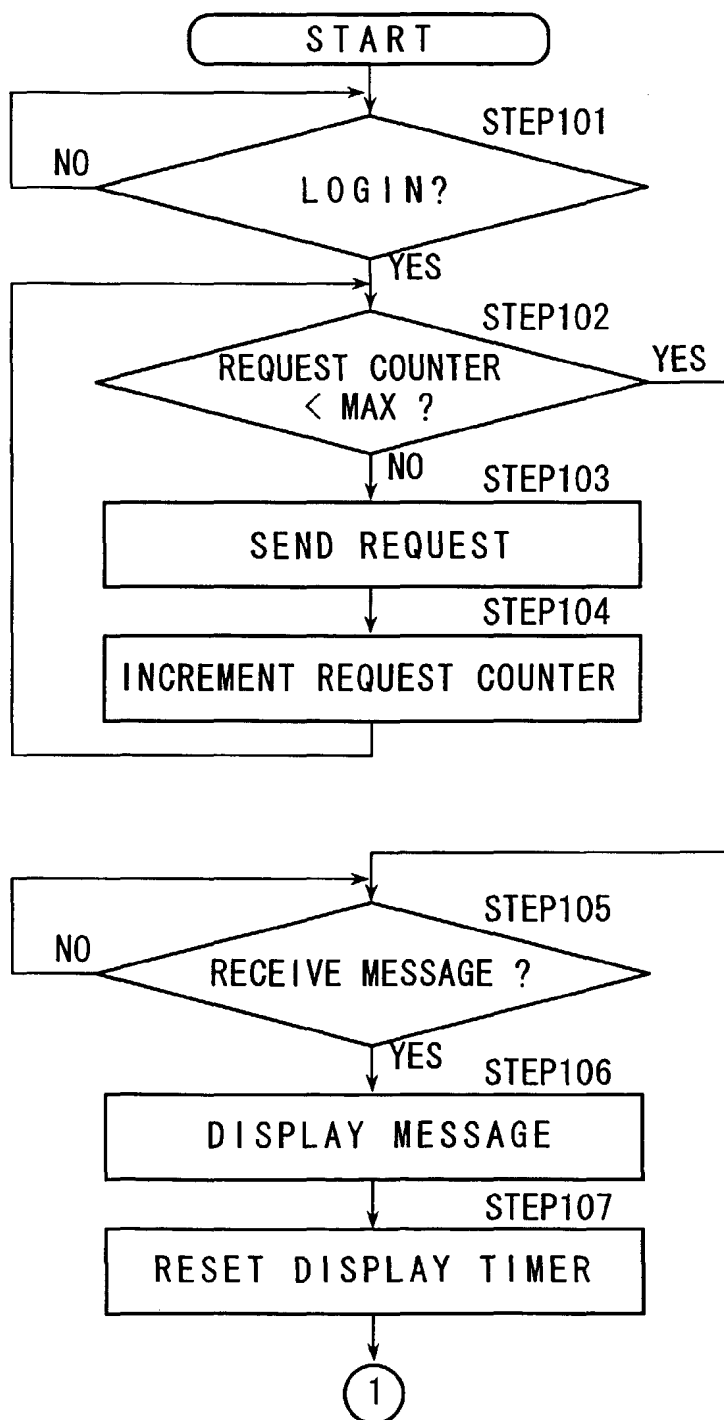 START
STEP101
NO
LOGIN?
YES
STEP102
YES
REQUEST COUNTER
< MAX ?
NO
STEP103
SEND REQUEST
STEP104
INCREMENT REQUEST COUNTER
STEP105
NO
RECEIVE MESSAGE ?
YES
STEP106
DISPLAY MESSAGE
STEP107
RESET DISPLAY TIMER
1